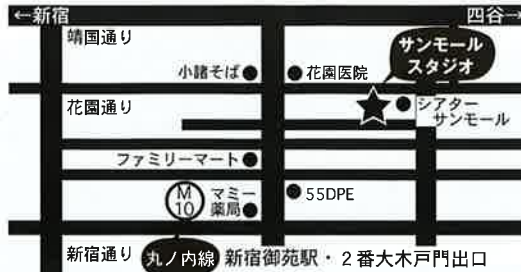 ←新宿
四谷→
靖国通り
サンモール
スタジオ
小諸そば
花園医院
花園通り
シアター
サンモール
ファミリーマート
M
10
マミー
薬局
55DPE
新宿通り
丸ノ内線 新宿御苑駅・2番大木戸門出口